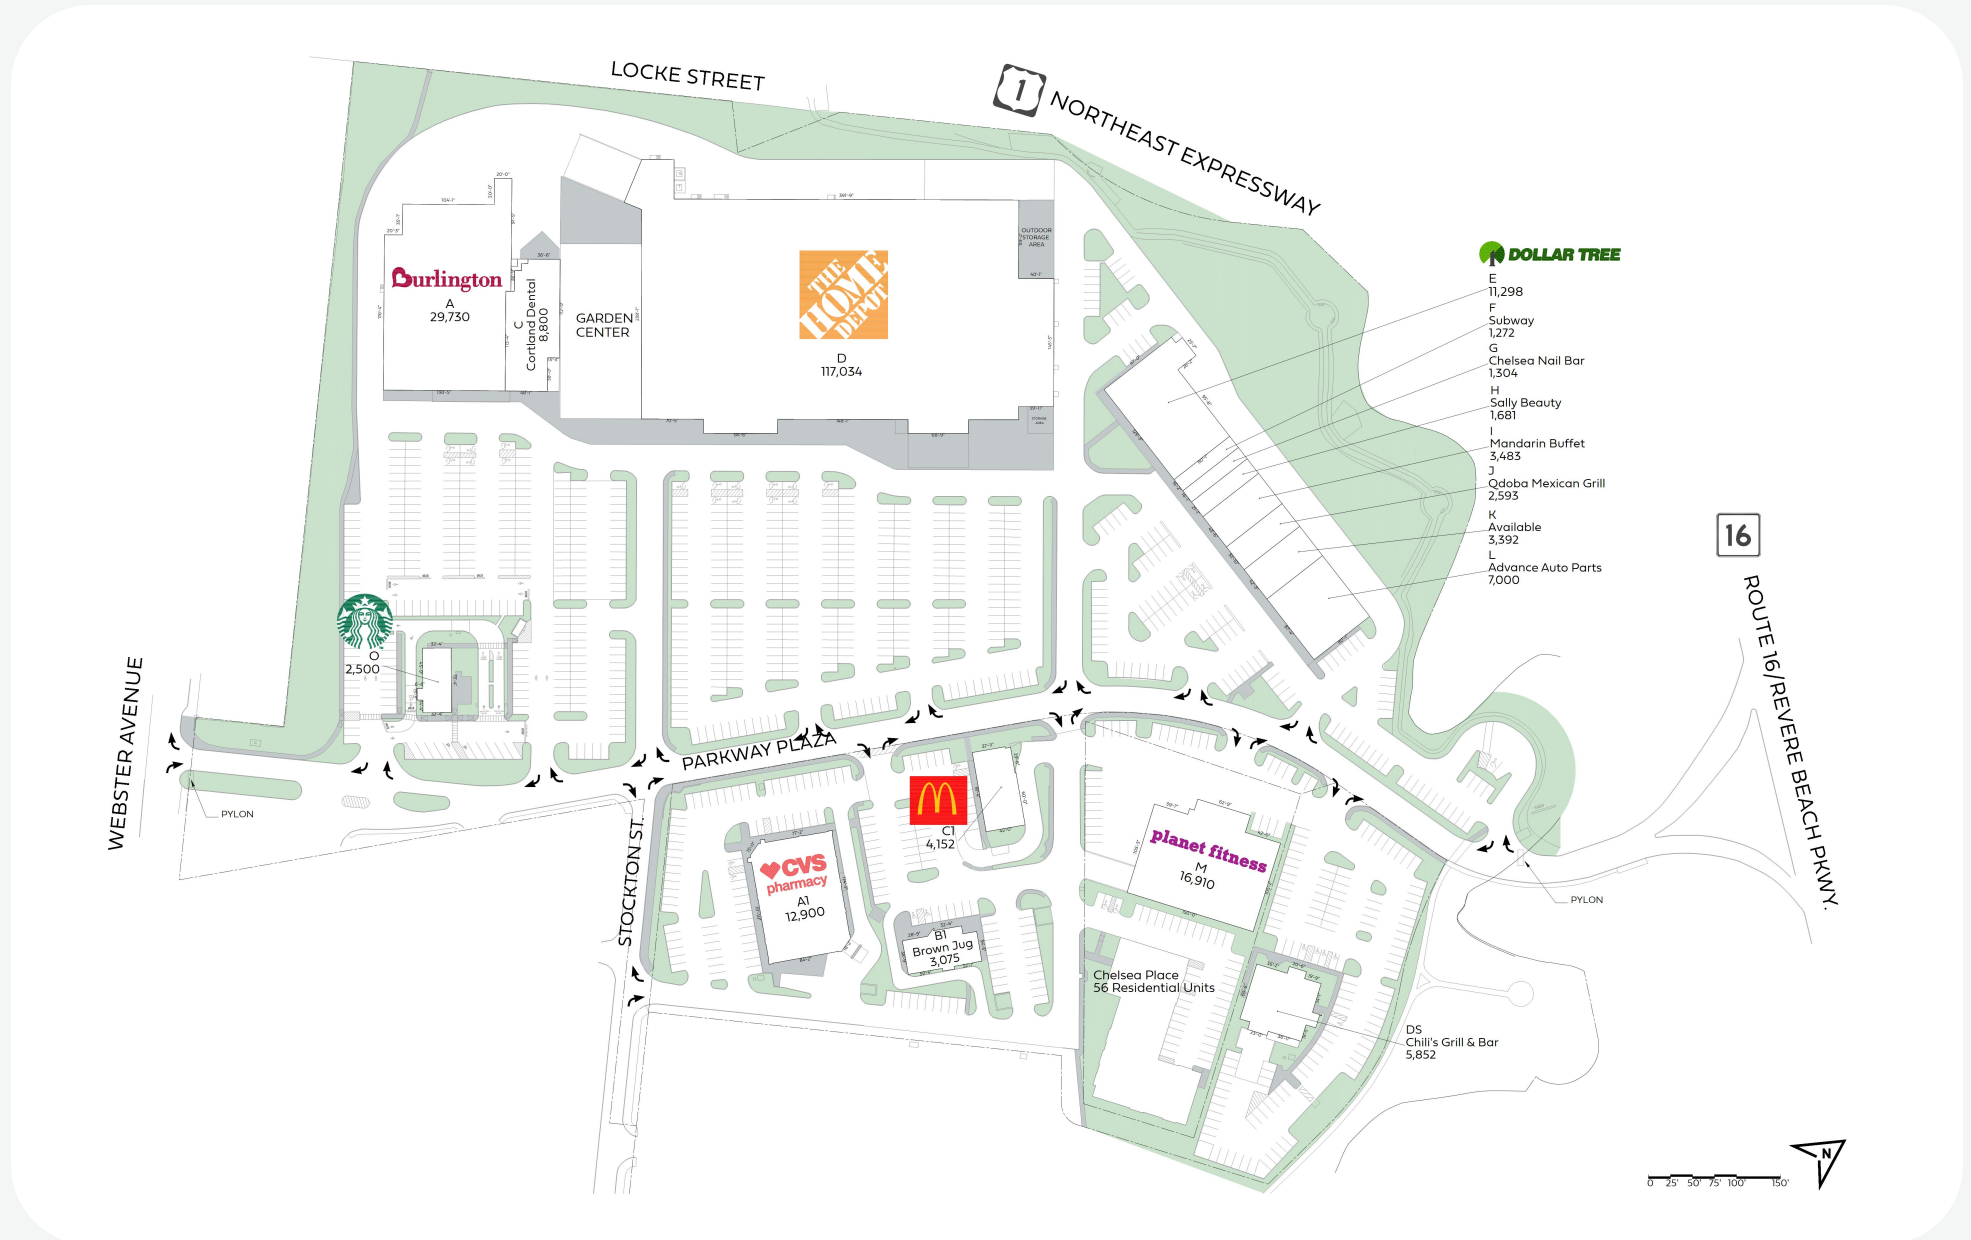 LOCKE STREET
1
NORTHEAST EXPRESSWAY
OUTDOOR
STORAGE
AREA
Burlington
A
29,730
C
Cortland Dental
8,800
GARDEN
CENTER
THE
HOME
DEPOT
D
117,034
STORAGE
AREA
DOLLAR TREE
E
11,298
F
Subway
1,272
G
Chelsea Nail Bar
1,304
H
Sally Beauty
1,681
I
Mandarin Buffet
3,483
J
Qdoba Mexican Grill
2,593
K
Available
3,392
L
Advance Auto Parts
7,000
16
ROUTE 16/REVERE BEACH PKWY.
O
2,500
WEBSTER AVENUE
PYLON
PARKWAY PLAZA
STOCKTON ST.
CVS
pharmacy
A1
12,900
C1
4,152
B1
Brown Jug
3,075
planet fitness
M
16,910
PYLON
Chelsea Place
56 Residential Units
DS
Chili's Grill & Bar
5,852
N
0 25' 50' 75' 100' 150'